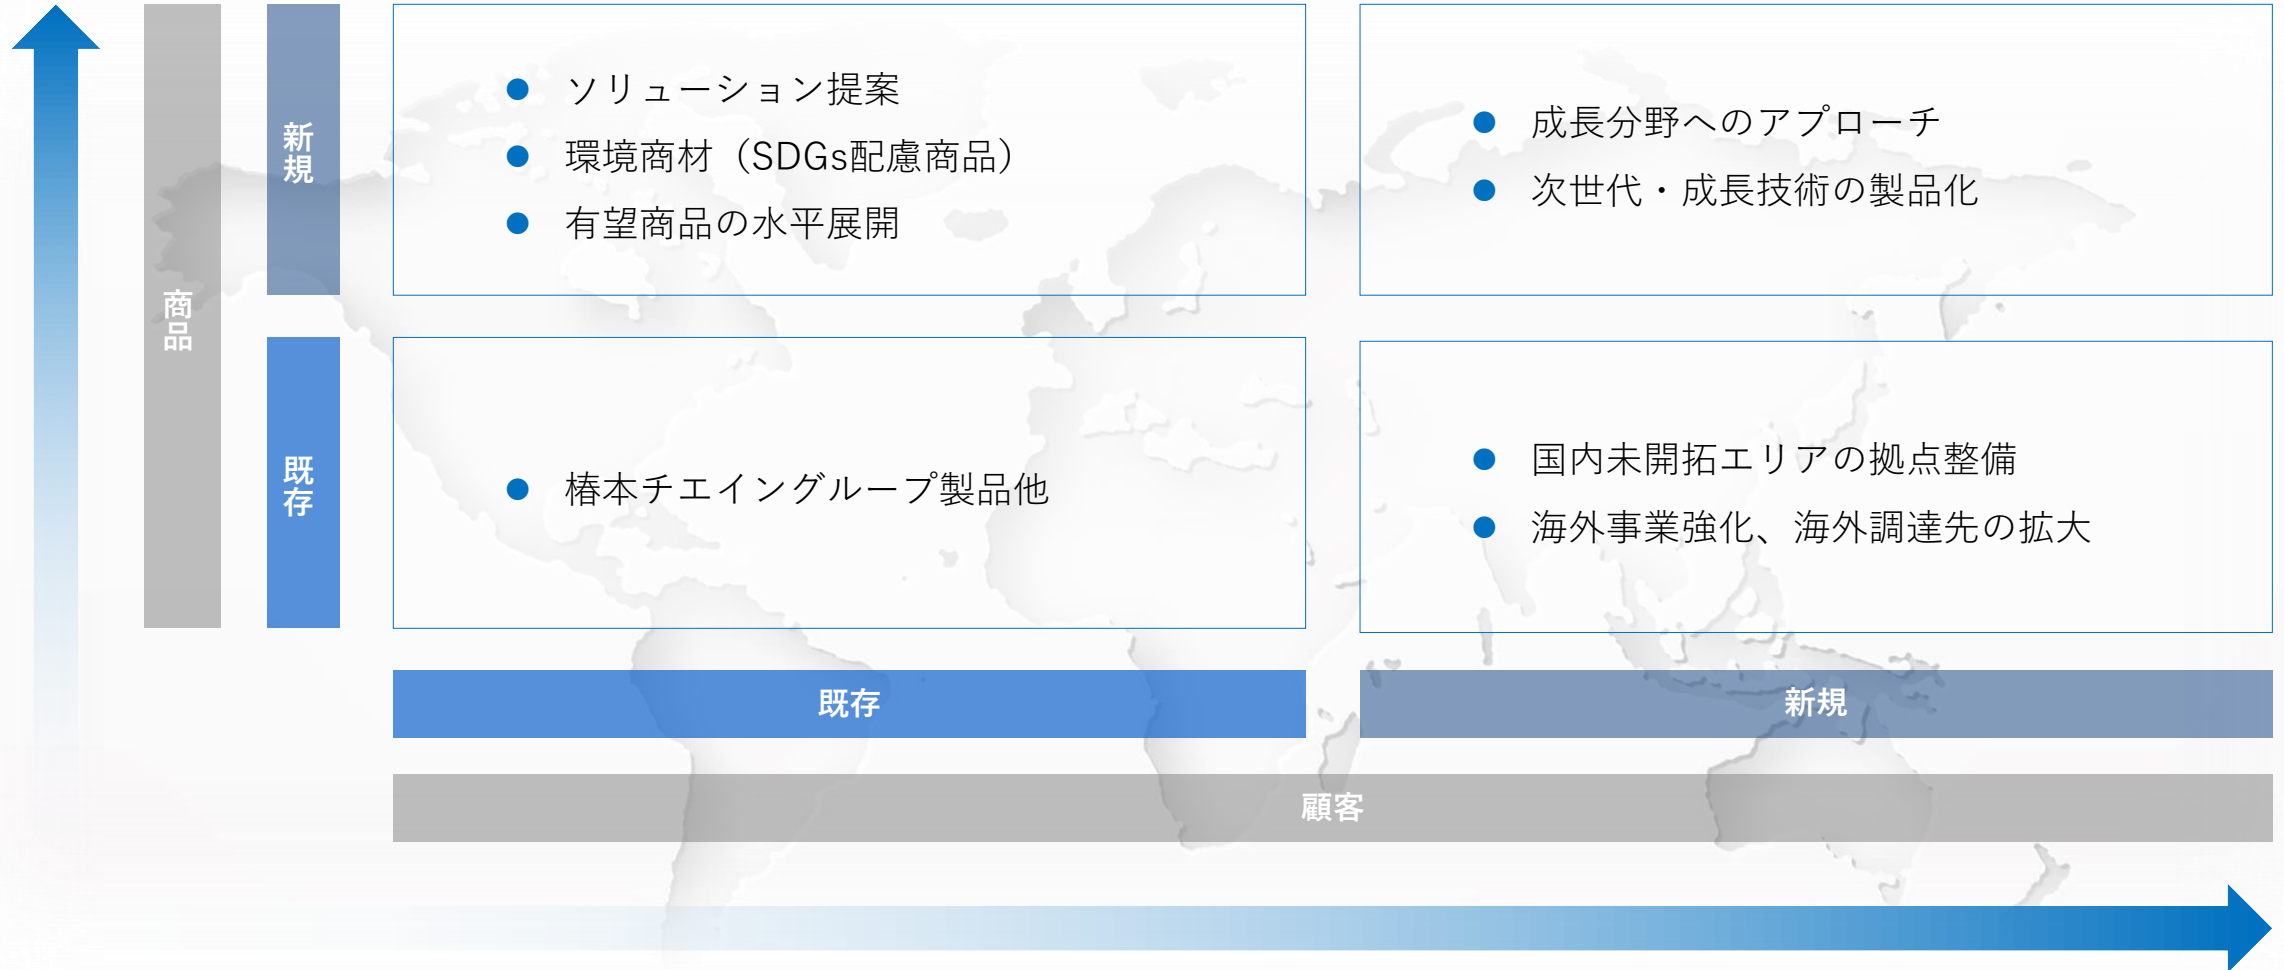 商品
新規
ソリューション提案
環境商材（SDGs配慮商品）
有望商品の水平展開
成長分野へのアプローチ
次世代・成長技術の製品化
既存
椿本チエイングループ製品他
国内未開拓エリアの拠点整備
海外事業強化、海外調達先の拡大
既存
新規
顧客